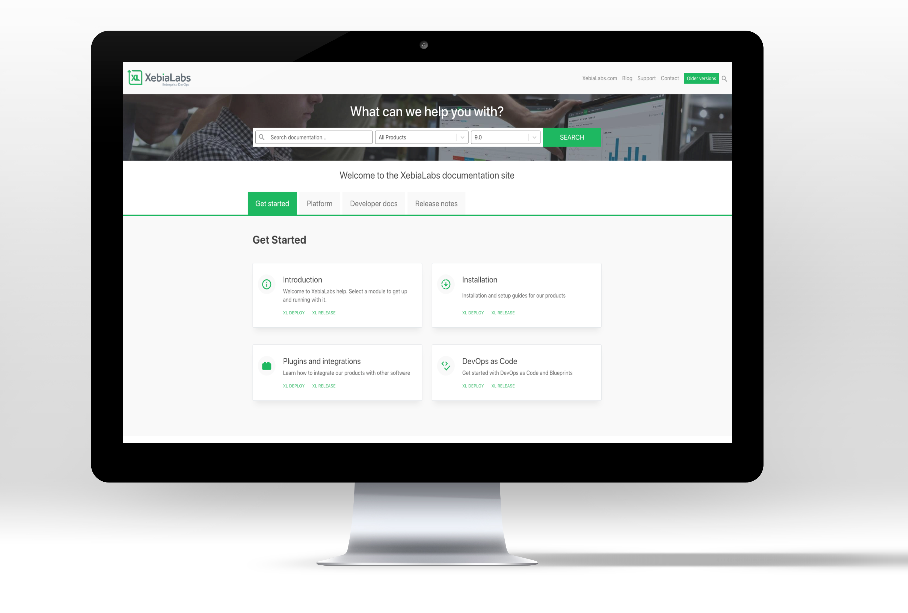 XL XebiaLabs
Enterprise DevOps
XebiaLabs.com Blog Support Contact Older versions
What can we help you with?
Search documentation... All Products 9.0 SEARCH
Welcome to the XebiaLabs documentation site
Get started Platform Developer docs Release notes
Get Started
Introduction
Welcome to XebiaLabs help. Select a module to get up
and running with it.
XL DEPLOY XL RELEASE
Installation
Installation and setup guides for our products
XL DEPLOY XL RELEASE
Plugins and integrations
Learn how to integrate our products with other software
XL DEPLOY XL RELEASE
DevOps as Code
Get started with DevOps as Code and Blueprints
XL DEPLOY XL RELEASE